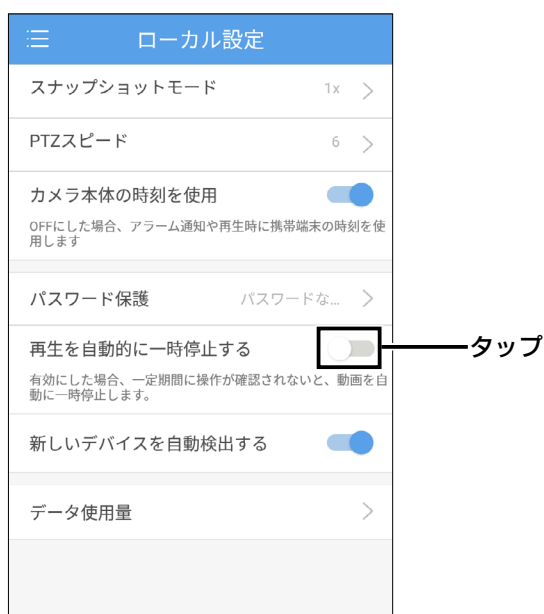 ローカル設定
スナップショットモード 1x
PTZスピード 6
カメラ本体の時刻を使用
OFFにした場合、アラーム通知や再生時に携帯端末の時刻を使
用します
パスワード保護 パスワードな...
再生を自動的に一時停止する
タップ
有効にした場合、一定期間に操作が確認されないと、動画を自
動に一時停止します。
新しいデバイスを自動検出する
データ使用量